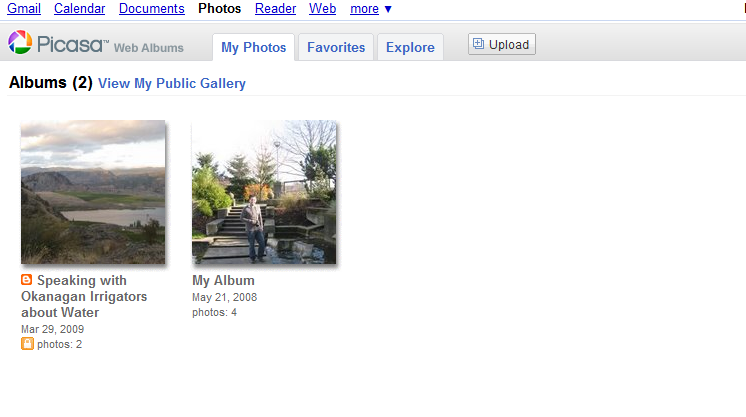 Gmail Calendar Documents Photos Reader Web more ▼
Picasa™ Web Albums My Photos Favorites Explore Upload
Albums (2) View My Public Gallery
Speaking with
Okanagan Irrigators
about Water
Mar 29, 2009
photos: 2
My Album
May 21, 2008
photos: 4